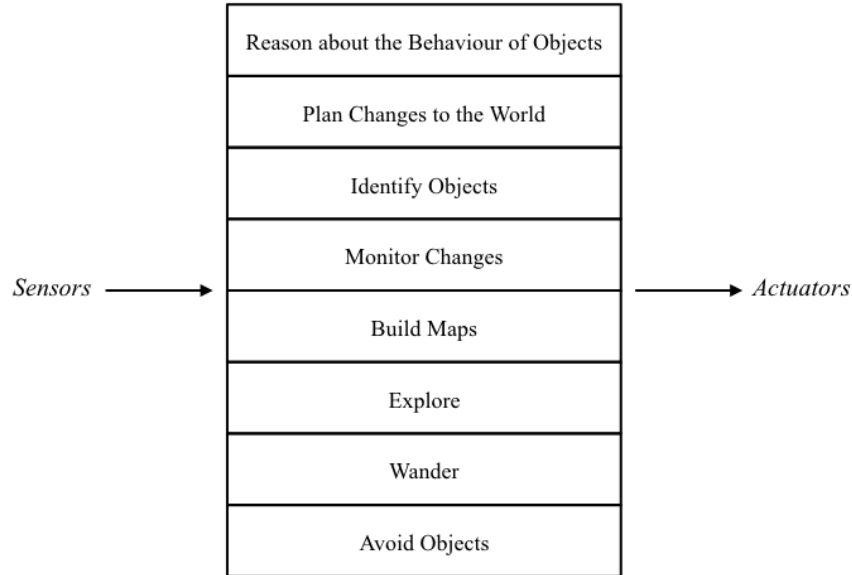 Reason about the Behaviour of Objects
Plan Changes to the World
Identify Objects
Monitor Changes
Sensors
Actuators
Build Maps
Explore
Wander
Avoid Objects